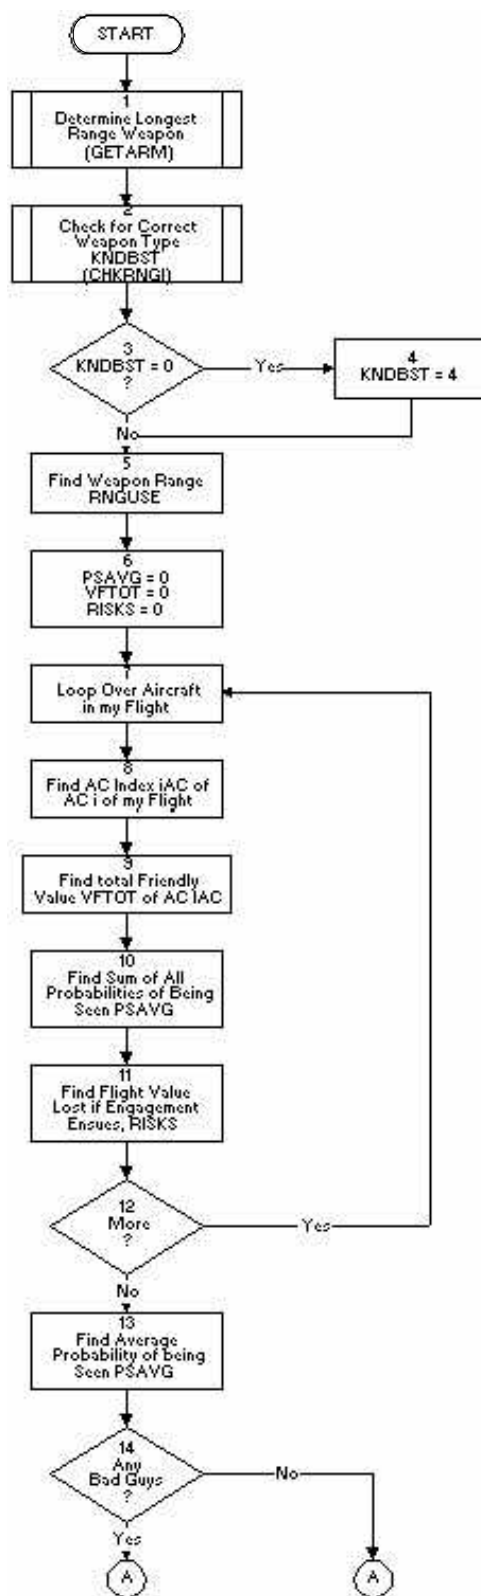 START
1
Determine Longest
Range Weapon
(GETARM)
2
Check for Correct
Weapon Type
KNDBST
(CHKRNGI)
3
KNDBST = 0
?
Yes
4
KNDBST = 4
No
5
Find Weapon Range
RNGUSE
6
PSAVG = 0
VFTOT = 0
RISKS = 0
7
Loop Over Aircraft
in my Flight
8
Find AC Index iAC of
AC i of my Flight
9
Find total Friendly
Value VFTOT of AC IAC
10
Find Sum of All
Probabilities of Being
Seen PSAVG
11
Find Flight Value
Lost if Engagement
Ensues, RISKS
12
More
?
Yes
No
13
Find Average
Probability of being
Seen PSAVG
14
Any
Bad Guys
?
No
Yes
A
A